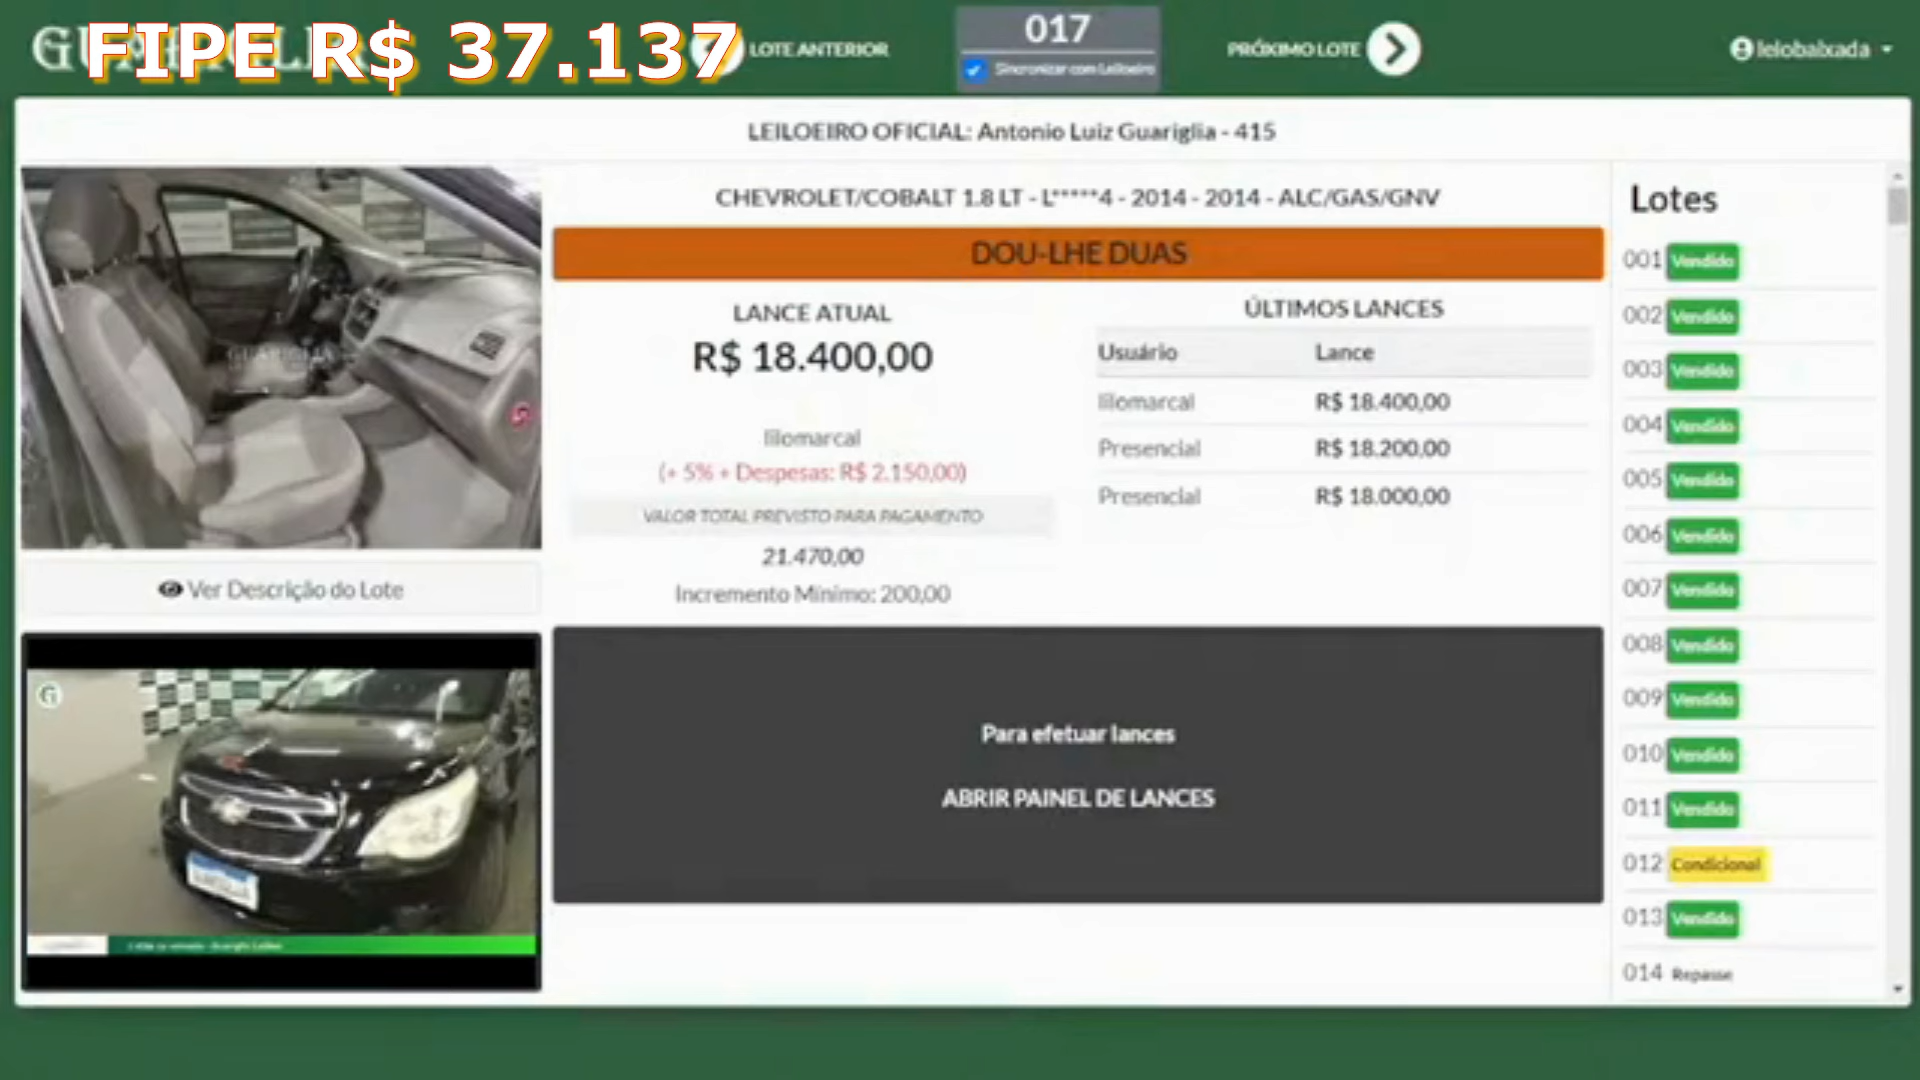 FIPE R$ 37.137
LOTE ANTERIOR
017
Sincronizar com Leiloeiro
PRÓXIMO LOTE
lelobaixada
LEILOEIRO OFICIAL: Antonio Luiz Guariglia - 415
CHEVROLET/COBALT 1.8 LT - L*****4 - 2014 - 2014 - ALC/GAS/GNV
DOU-LHE DUAS
LANCE ATUAL
R$ 18.400,00
(+ 5% + Despesas: R$ 2.150,00)
VALOR TOTAL PREVISTO PARA PAGAMENTO
21.470,00
Incremento Mínimo: 200,00
ÚLTIMOS LANCES
Usuário Lance
R$ 18.400,00
Presencial R$ 18.200,00
Presencial R$ 18.000,00
Ver Descrição do Lote
Para efetuar lances
ABRIR PAINEL DE LANCES
Lotes
001 Vendido
002 Vendido
003 Vendido
004 Vendido
005 Vendido
006 Vendido
007 Vendido
008 Vendido
009 Vendido
010 Vendido
011 Vendido
012 Condicional
013 Vendido
014 Repasse